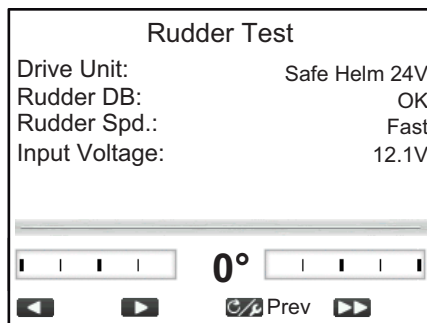 Rudder Test
Drive Unit: Safe Helm 24V
Rudder DB: OK
Rudder Spd.: Fast
Input Voltage: 12.1V
0°
Prev